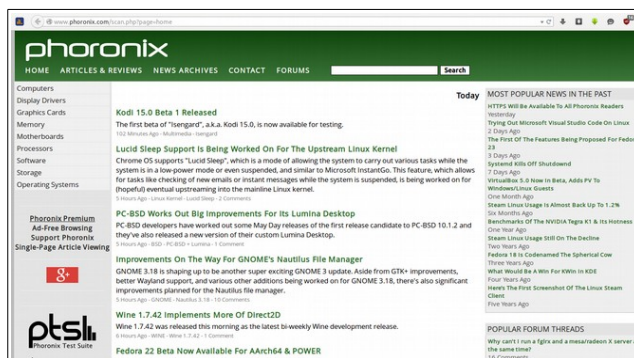 www.phoronix.com/scan.php?page=home
phoronix
HOME ARTICLES & REVIEWS NEWS ARCHIVES CONTACT FORUMS Search
Computers
Display Drivers
Graphics Cards
Memory
Motherboards
Processors
Software
Storage
Operating Systems
Phoronix Premium
Ad-Free Browsing
Support Phoronix
Single-Page Article Viewing
g+
ptsl
Phoronix Test Suite
Today
Kodi 15.0 Beta 1 Released
The first beta of "Isengard", a.k.a. Kodi 15.0, is now available for testing.
102 Minutes Ago - Multimedia - Isengard
Lucid Sleep Support Is Being Worked On For The Upstream Linux Kernel
Chrome OS supports "Lucid Sleep", which is a mode of allowing the system to carry out various tasks while the
system is in a low-power mode or even suspended, and similar to Microsoft InstantGo. This feature, which allows
for tasks like checking of new emails or instant messages while the system is suspended, is being worked on for
(hopeful) eventual upstreaming into the mainline Linux kernel.
5 Hours Ago - Linux Kernel - Lucid Sleep - 2 Comments
PC-BSD Works Out Big Improvements For Its Lumina Desktop
PC-BSD developers have worked out some May Day releases of the first release candidate to PC-BSD 10.1.2 and
they've also released a new version of their custom Lumina Desktop.
5 Hours Ago - BSD - PC-BSD + Lumina - 1 Comment
Improvements On The Way For GNOME's Nautilus File Manager
GNOME 3.18 is shaping up to be another super exciting GNOME 3 update. Aside from GTK+ improvements,
better Wayland support, and various other additions being worked on for GNOME 3.18, there's also significant
improvements planned for the Nautilus file manager.
5 Hours Ago - GNOME - Nautilus 3.18 - 10 Comments
Wine 1.7.42 Implements More Of Direct2D
Wine 1.7.42 was released this morning as the latest bi-weekly Wine development release.
6 Hours Ago - WINE - Wine 1.7.42 - 1 Comment
Fedora 22 Beta Now Available For AArch64 & POWER
MOST POPULAR NEWS IN THE PAST
HTTPS Will Be Available To All Phoronix Readers
Yesterday
Trying Out Microsoft Visual Studio Code On Linux
2 Days Ago
The First Of The Features Being Proposed For Fedo
23
3 Days Ago
Systemd Kills Off Shutdownd
7 Days Ago
VirtualBox 5.0 Now In Beta, Adds PV To
Windows/Linux Guests
One Month Ago
Steam Linux Usage Is Almost Back Up To 1.2%
Six Months Ago
Benchmarks Of The NVIDIA Tegra K1 & Its Hotness
One Year Ago
Steam Linux Usage Still On The Decline
Two Years Ago
Fedora 18 Is Codenamed The Spherical Cow
Three Years Ago
What Would Be A Win For KWin In KDE
Four Years Ago
Here's The First Screenshot Of The Linux Steam
Client
Five Years Ago
POPULAR FORUM THREADS
Why can't I run a fglrx and a mesa/radeon X server a
the same time?